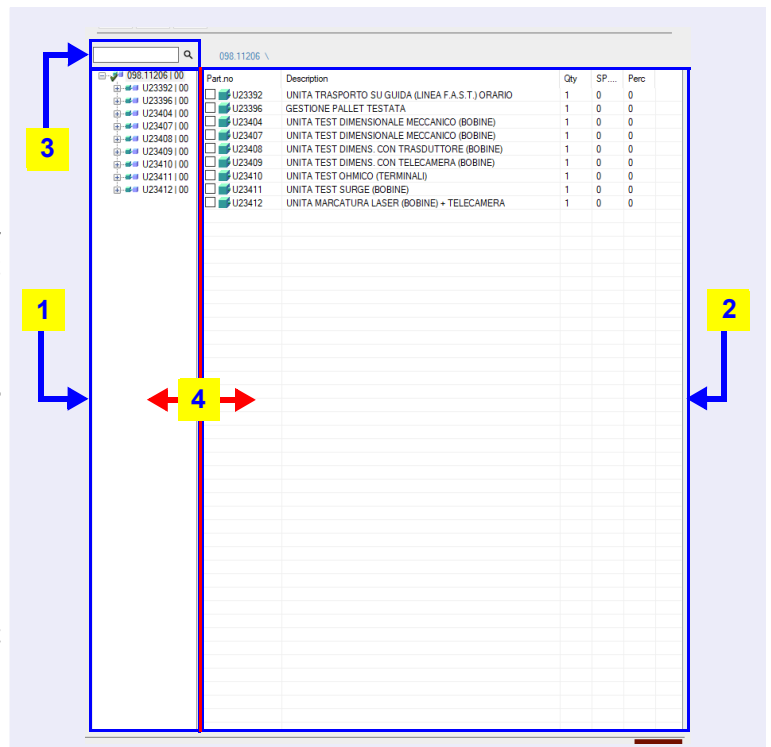 098.11206 \
3
098.11206 | 00
U23392 | 00
U23396 | 00
U23404 | 00
U23407 | 00
U23408 | 00
U23409 | 00
U23410 | 00
U23411 | 00
U23412 | 00
Part.no Description Qty SP.... Perc
U23392 UNITA TRASPORTO SU GUIDA (LINEA F.A.S.T.) ORARIO 1 0 0
U23396 GESTIONE PALLET TESTATA 1 0 0
U23404 UNITA TEST DIMENSIONALE MECCANICO (BOBINE) 1 0 0
U23407 UNITA TEST DIMENSIONALE MECCANICO (BOBINE) 1 0 0
U23408 UNITA TEST DIMENS. CON TRASDUTTORE (BOBINE) 1 0 0
U23409 UNITA TEST DIMENS. CON TELECAMERA (BOBINE) 1 0 0
U23410 UNITA TEST OHMICO (TERMINALI) 1 0 0
U23411 UNITA TEST SURGE (BOBINE) 1 0 0
U23412 UNITA MARCATURA LASER (BOBINE) + TELECAMERA 1 0 0
1
2
4